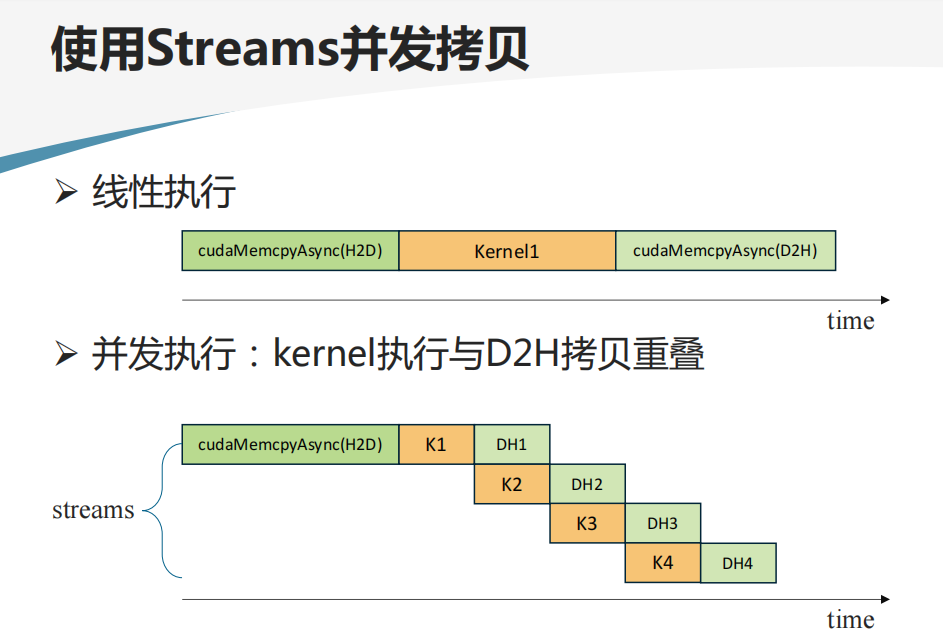 使用Streams并发拷贝
线性执行
cudaMemcpyAsync(H2D) Kernel1 cudaMemcpyAsync(D2H)
time
并发执行：kernel执行与D2H拷贝重叠
cudaMemcpyAsync(H2D) K1 DH1
K2 DH2
streams
K3 DH3
K4 DH4
time